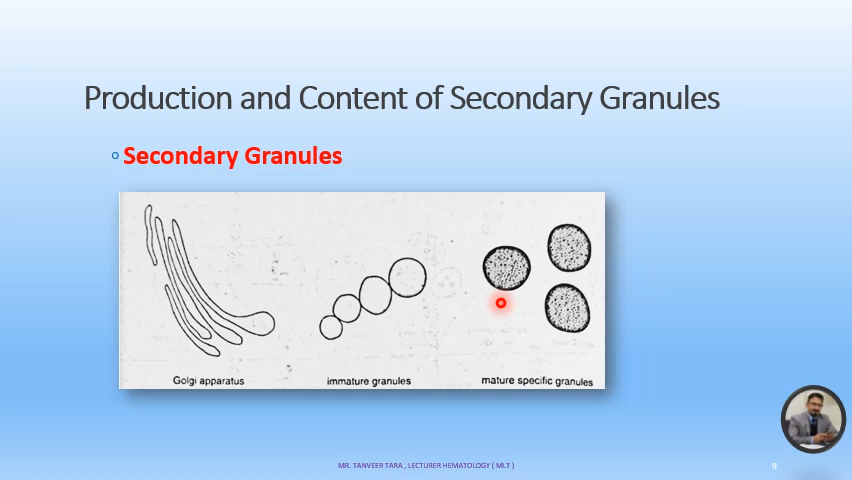 Production and Content of Secondary Granules
Secondary Granules
Golgi apparatus
immature granules
mature specific granules
MR. TANVEER TARA , LECTURER HEMATOLOGY ( MLT )
9